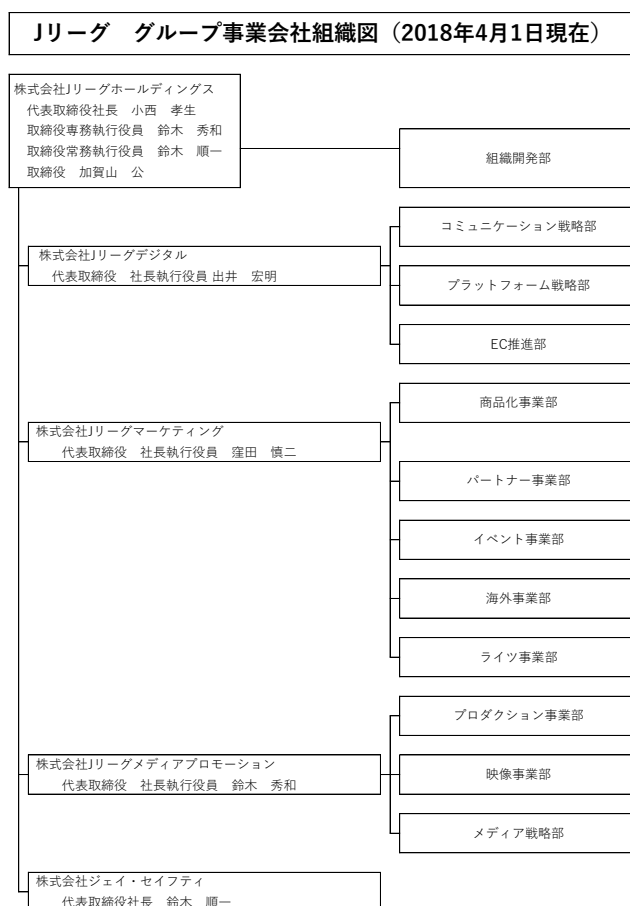 Jリーグ　グループ事業会社組織図（2018年4月1日現在）
株式会社Jリーグホールディングス
代表取締役社長　小西　孝生
取締役専務執行役員　鈴木　秀和
取締役常務執行役員　鈴木　順一
取締役　加賀山　公
組織開発部
株式会社Jリーグデジタル
代表取締役　社長執行役員 出井　宏明
コミュニケーション戦略部
プラットフォーム戦略部
EC推進部
株式会社Jリーグマーケティング
代表取締役　社長執行役員　窪田　慎二
商品化事業部
パートナー事業部
イベント事業部
海外事業部
ライツ事業部
株式会社Jリーグメディアプロモーション
代表取締役　社長執行役員　鈴木　秀和
プロダクション事業部
映像事業部
メディア戦略部
株式会社ジェイ・セイフティ
代表取締役社長　鈴木　順一